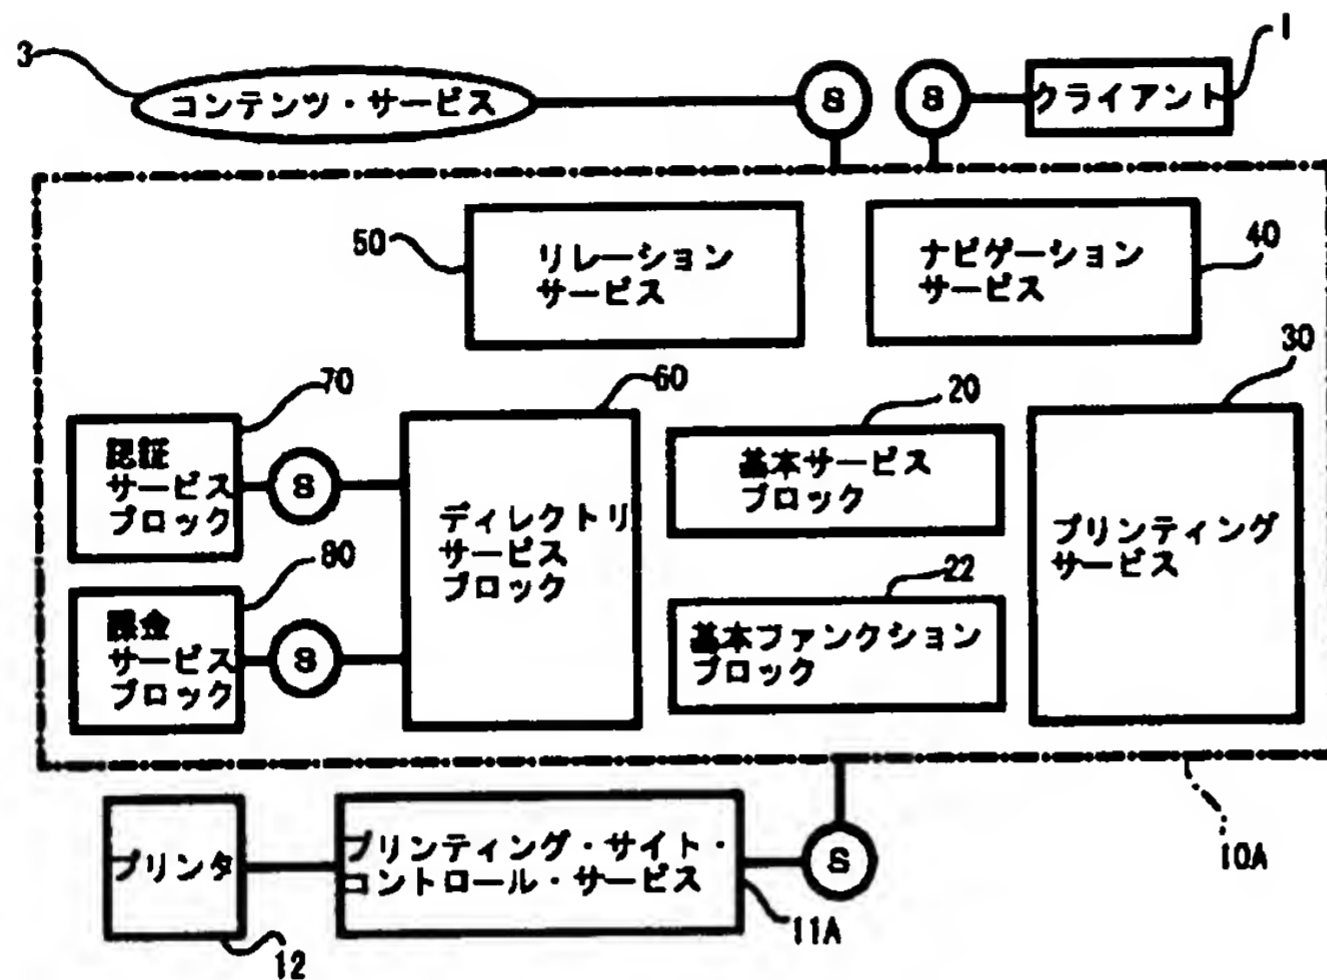 3
コンテンツ・サービス
S
S
クライアント
1
50
リレーション
サービス
ナビゲーション
サービス
40
70
認証
サービス
ブロック
S
60
ディレクトリ
サービス
ブロック
20
基本サービス
ブロック
30
プリンティング
サービス
80
課金
サービス
ブロック
S
22
基本ファンクション
ブロック
プリンタ
12
プリンティング・サイト・
コントロール・サービス
11A
S
10A